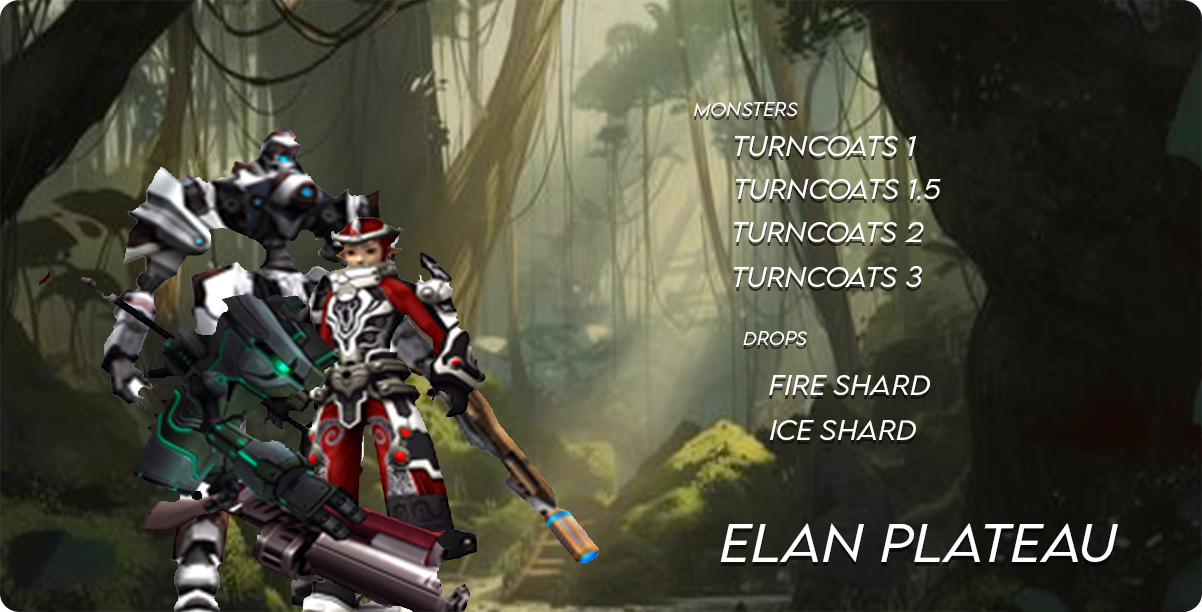 MONSTERS
TURNCOATS 1
TURNCOATS 1.5
TURNCOATS 2
TURNCOATS 3
DROPS
FIRE SHARD
ICE SHARD
ELAN PLATEAU